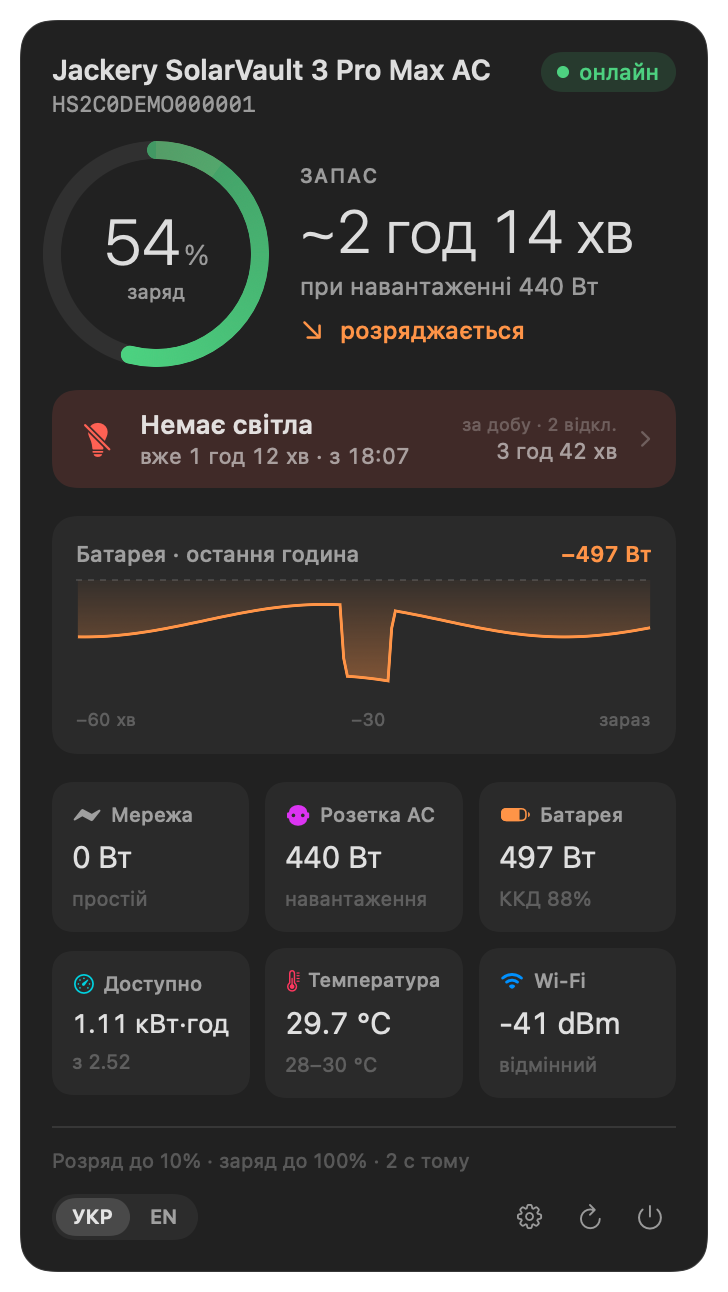 Jackery SolarVault 3 Pro Max AC
онлайн
HS2C0DEMO000001
54%
заряд
ЗАПАС
~2 год 14 хв
при навантаженні 440 Вт
розряджається
Немає світла
вже 1 год 12 хв · з 18:07
за добу · 2 відкл.
3 год 42 хв
Батарея · остання година
−497 Вт
−60 хв
−30
зараз
Мережа
0 Вт
простій
Розетка AC
440 Вт
навантаження
Батарея
497 Вт
ККД 88%
Доступно
1.11 кВт·год
з 2.52
Температура
29.7 °C
28–30 °C
Wi-Fi
-41 dBm
відмінний
Розряд до 10% · заряд до 100% · 2 с тому
УКР
EN